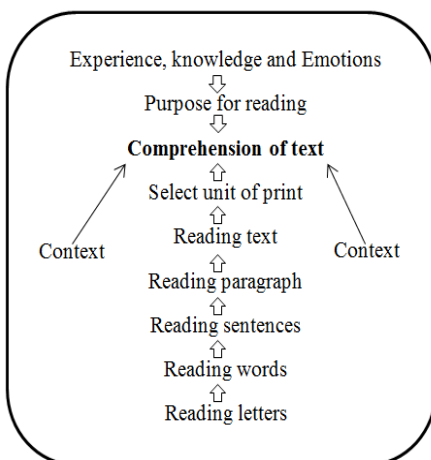 Experience, knowledge and Emotions
Purpose for reading
Comprehension of text
Select unit of print
Reading text
Context
Context
Reading paragraph
Reading sentences
Reading words
Reading letters